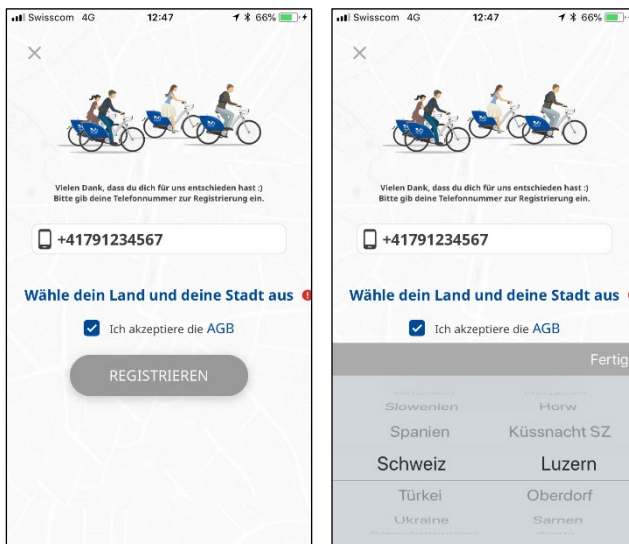 Swisscom 4G 12:47 66%
Vielen Dank, dass du dich für uns entschieden hast :)
Bitte gib deine Telefonnummer zur Registrierung ein.
+41791234567
Wähle dein Land und deine Stadt aus
Ich akzeptiere die AGB
REGISTRIEREN
Swisscom 4G 12:47 66%
Vielen Dank, dass du dich für uns entschieden hast :)
Bitte gib deine Telefonnummer zur Registrierung ein.
+41791234567
Wähle dein Land und deine Stadt aus
Ich akzeptiere die AGB
Fertig
Slowenien Horw
Spanien Küssnacht SZ
Schweiz Luzern
Türkei Oberdorf
Ukraine Sarnen